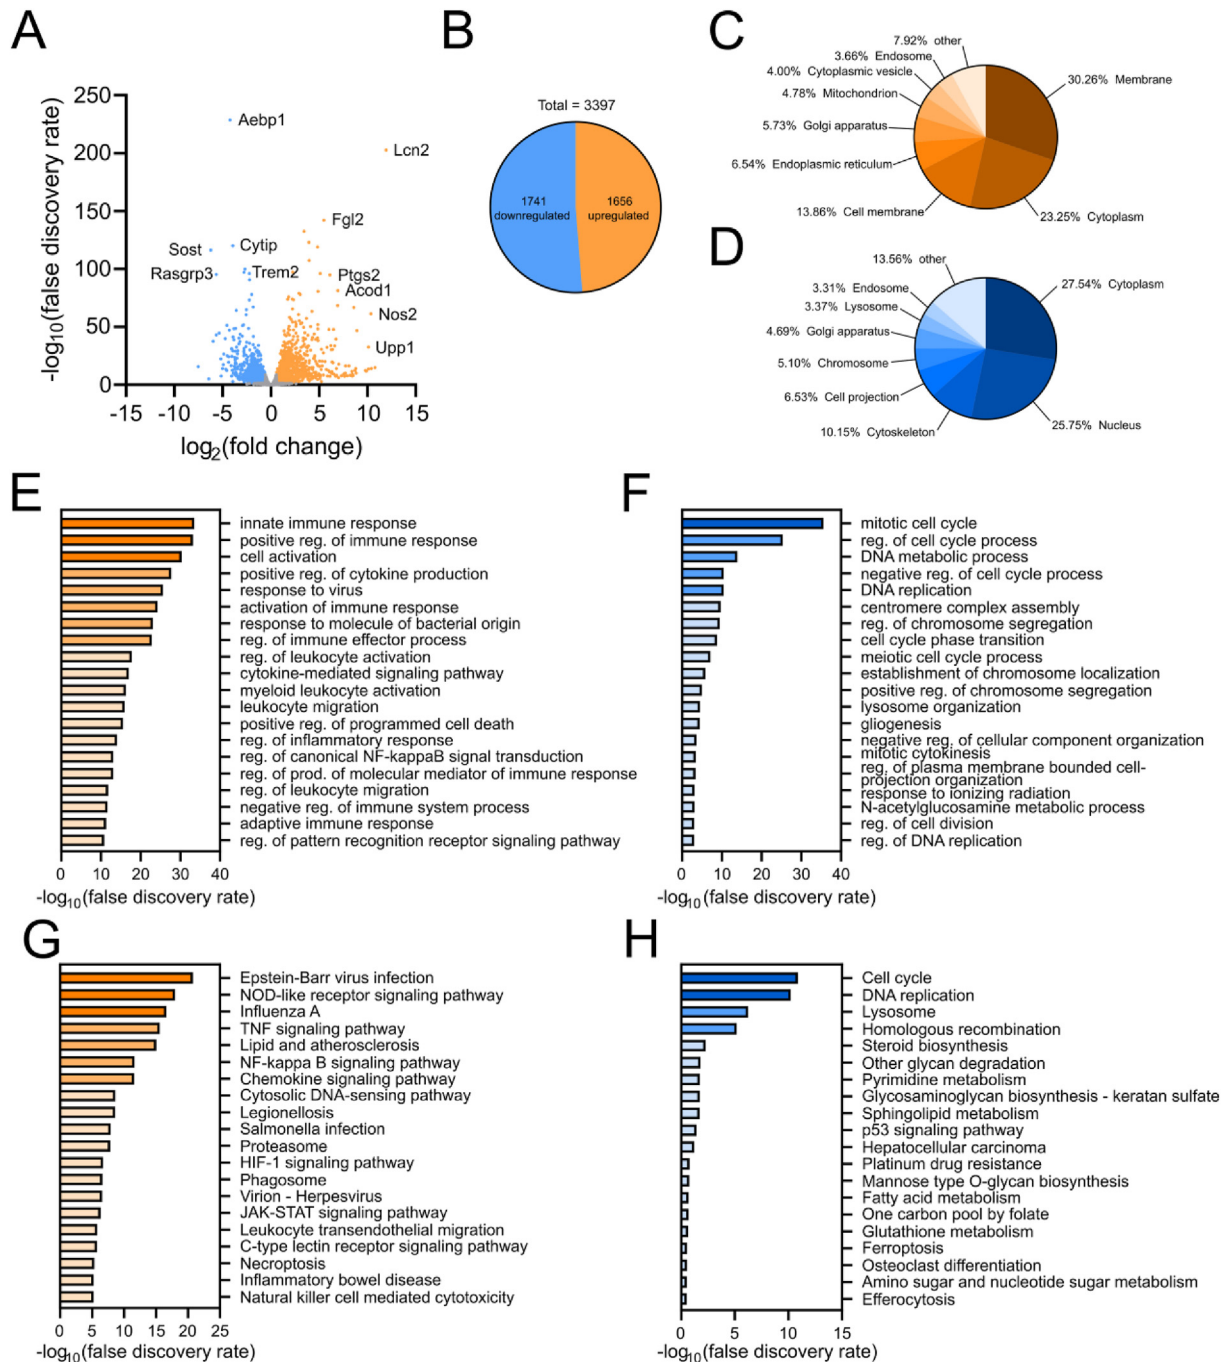 A
250
200
150
100
50
0
-15
-10
-5
0
5
10
15
-log10(false discovery rate)
log2(fold change)
Aebp1
Lcn2
Fgl2
Sost
Cytip
Rasgrp3
Trem2
Ptgs2
Acod1
Nos2
Upp1
B
Total = 3397
1741
downregulated
1656
upregulated
C
7.92% other
3.66% Endosome
4.00% Cytoplasmic vesicle
4.78% Mitochondrion
5.73% Golgi apparatus
6.54% Endoplasmic reticulum
13.86% Cell membrane
30.26% Membrane
23.25% Cytoplasm
D
13.56% other
3.31% Endosome
3.37% Lysosome
4.69% Golgi apparatus
5.10% Chromosome
6.53% Cell projection
10.15% Cytoskeleton
27.54% Cytoplasm
25.75% Nucleus
E
innate immune response
positive reg. of immune response
cell activation
positive reg. of cytokine production
response to virus
activation of immune response
response to molecule of bacterial origin
reg. of immune effector process
reg. of leukocyte activation
cytokine-mediated signaling pathway
myeloid leukocyte activation
leukocyte migration
positive reg. of programmed cell death
reg. of inflammatory response
reg. of canonical NF-kappaB signal transduction
reg. of prod. of molecular mediator of immune response
reg. of leukocyte migration
negative reg. of immune system process
adaptive immune response
reg. of pattern recognition receptor signaling pathway
0 10 20 30 40
-log10(false discovery rate)
F
mitotic cell cycle
reg. of cell cycle process
DNA metabolic process
negative reg. of cell cycle process
DNA replication
centromere complex assembly
reg. of chromosome segregation
cell cycle phase transition
meiotic cell cycle process
establishment of chromosome localization
positive reg. of chromosome segregation
lysosome organization
gliogenesis
negative reg. of cellular component organization
mitotic cytokinesis
reg. of plasma membrane bounded cell-
projection organization
response to ionizing radiation
N-acetylglucosamine metabolic process
reg. of cell division
reg. of DNA replication
0 10 20 30 40
-log10(false discovery rate)
G
Epstein-Barr virus infection
NOD-like receptor signaling pathway
Influenza A
TNF signaling pathway
Lipid and atherosclerosis
NF-kappa B signaling pathway
Chemokine signaling pathway
Cytosolic DNA-sensing pathway
Legionellosis
Salmonella infection
Proteasome
HIF-1 signaling pathway
Phagosome
Virion - Herpesvirus
JAK-STAT signaling pathway
Leukocyte transendothelial migration
C-type lectin receptor signaling pathway
Necroptosis
Inflammatory bowel disease
Natural killer cell mediated cytotoxicity
0 5 10 15 20 25
-log10(false discovery rate)
H
Cell cycle
DNA replication
Lysosome
Homologous recombination
Steroid biosynthesis
Other glycan degradation
Pyrimidine metabolism
Glycosaminoglycan biosynthesis - keratan sulfate
Sphingolipid metabolism
p53 signaling pathway
Hepatocellular carcinoma
Platinum drug resistance
Mannose type O-glycan biosynthesis
Fatty acid metabolism
One carbon pool by folate
Glutathione metabolism
Ferroptosis
Osteoclast differentiation
Amino sugar and nucleotide sugar metabolism
Efferocytosis
0 5 10 15
-log10(false discovery rate)